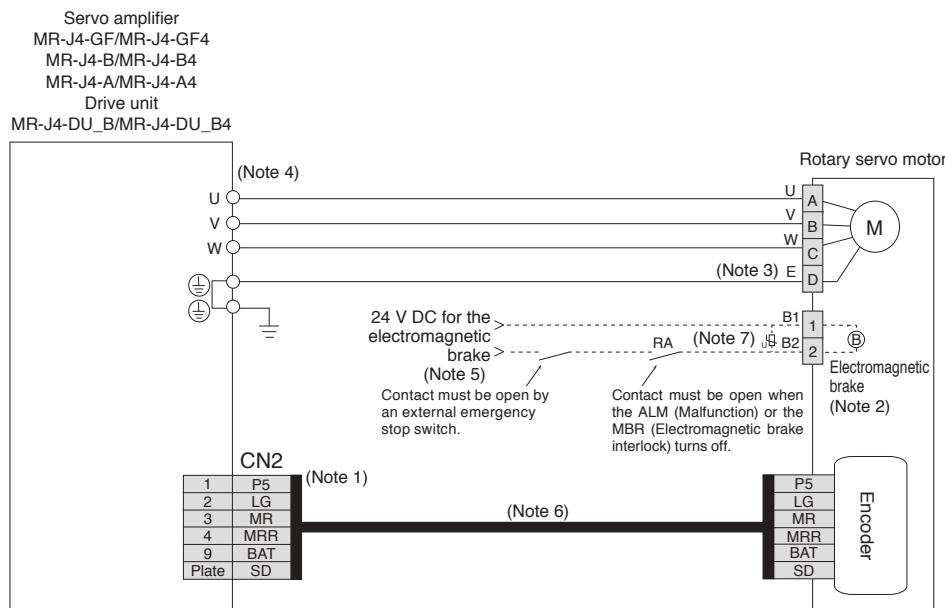 Servo amplifier
MR-J4-GF/MR-J4-GF4
MR-J4-B/MR-J4-B4
MR-J4-A/MR-J4-A4
Drive unit
MR-J4-DU_B/MR-J4-DU_B4
Rotary servo motor
(Note 4)
U
V
W
U
V
W
(Note 3) E
A
B
C
D
M
24 V DC for the
electromagnetic
brake
(Note 5)
RA
(Note 7)
U
B1
B2
1
2
B
Electromagnetic
brake
(Note 2)
Contact must be open by
an external emergency
stop switch.
Contact must be open when
the ALM (Malfunction) or the
MBR (Electromagnetic brake
interlock) turns off.
CN2
(Note 1)
1 P5
2 LG
3 MR
4 MRR
9 BAT
Plate SD
(Note 6)
P5
LG
MR
MRR
BAT
SD
Encoder